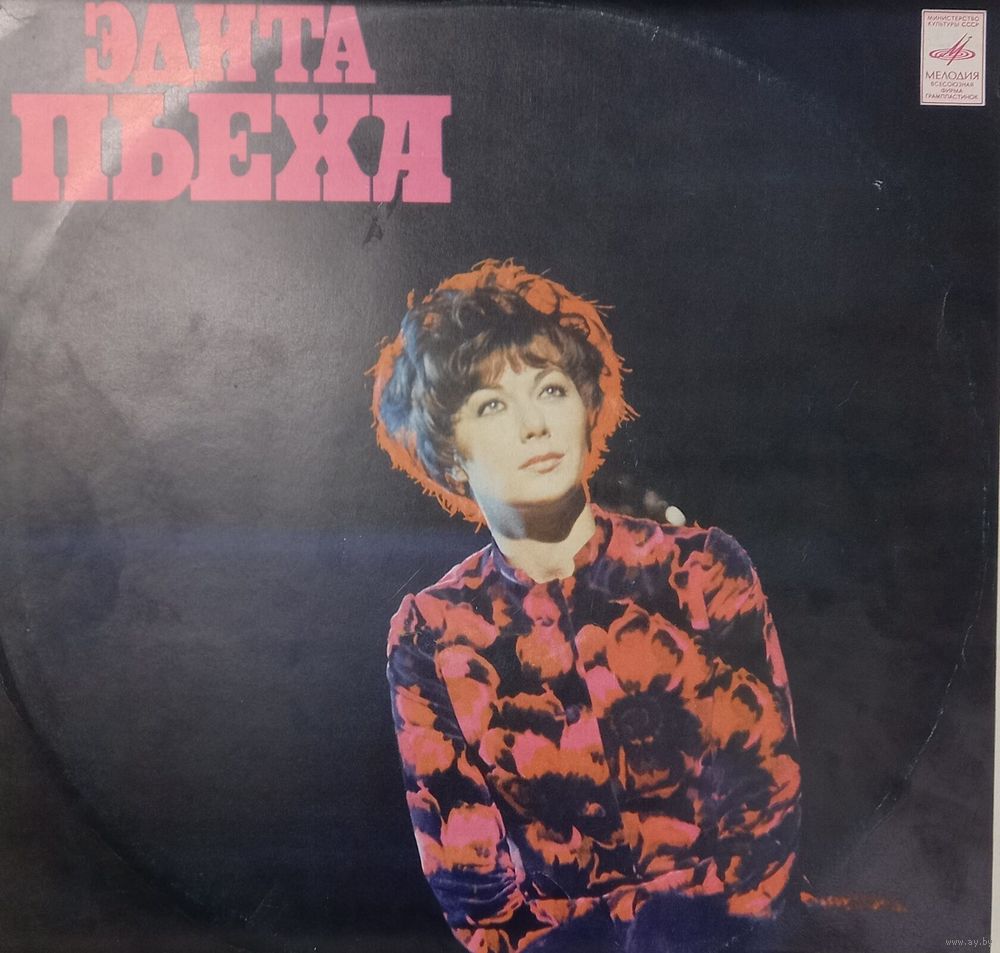 ЭДИТА
ПЬЕХА
МИНИСТЕРСТВО
КУЛЬТУРЫ СССР
МЕЛОДИЯ
ВСЕСОЮЗНАЯ
ФИРМА
ГРАМПЛАСТИНОК
www.ay.by